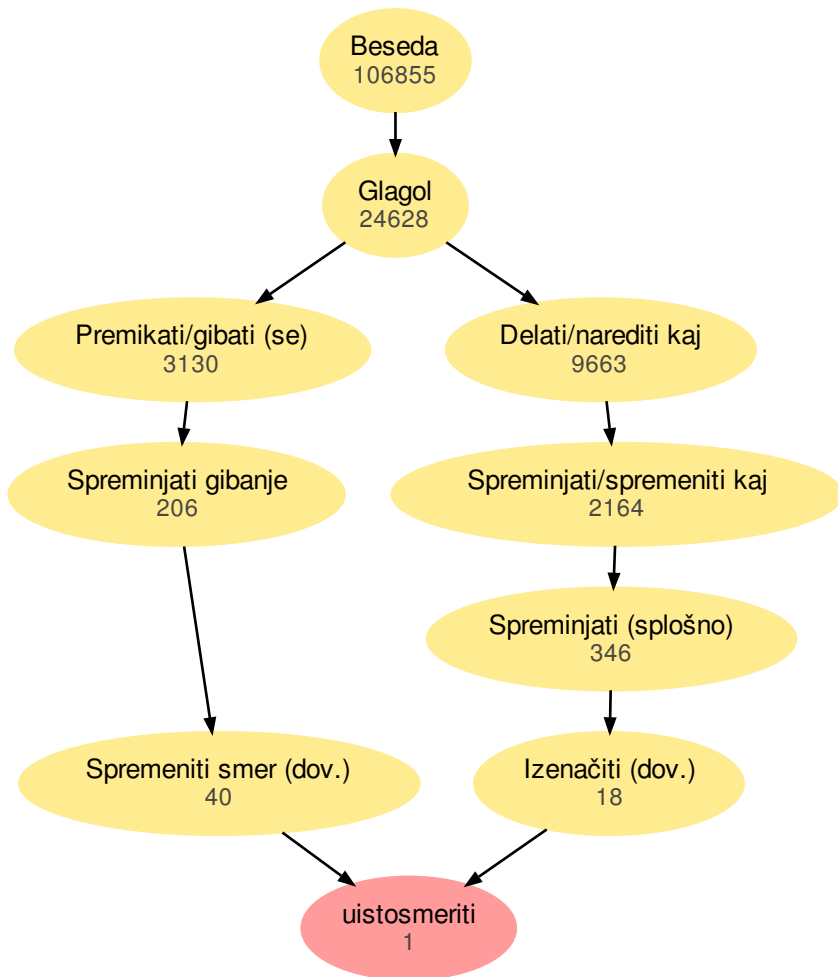 Beseda
106855
Glagol
24628
Premikati/gibati (se)
3130
Delati/narediti kaj
9663
Spreminjati gibanje
206
Spreminjati/spremeniti kaj
2164
Spreminjati (splošno)
346
Spremeniti smer (dov.)
40
Izenačiti (dov.)
18
uistosmeriti
1